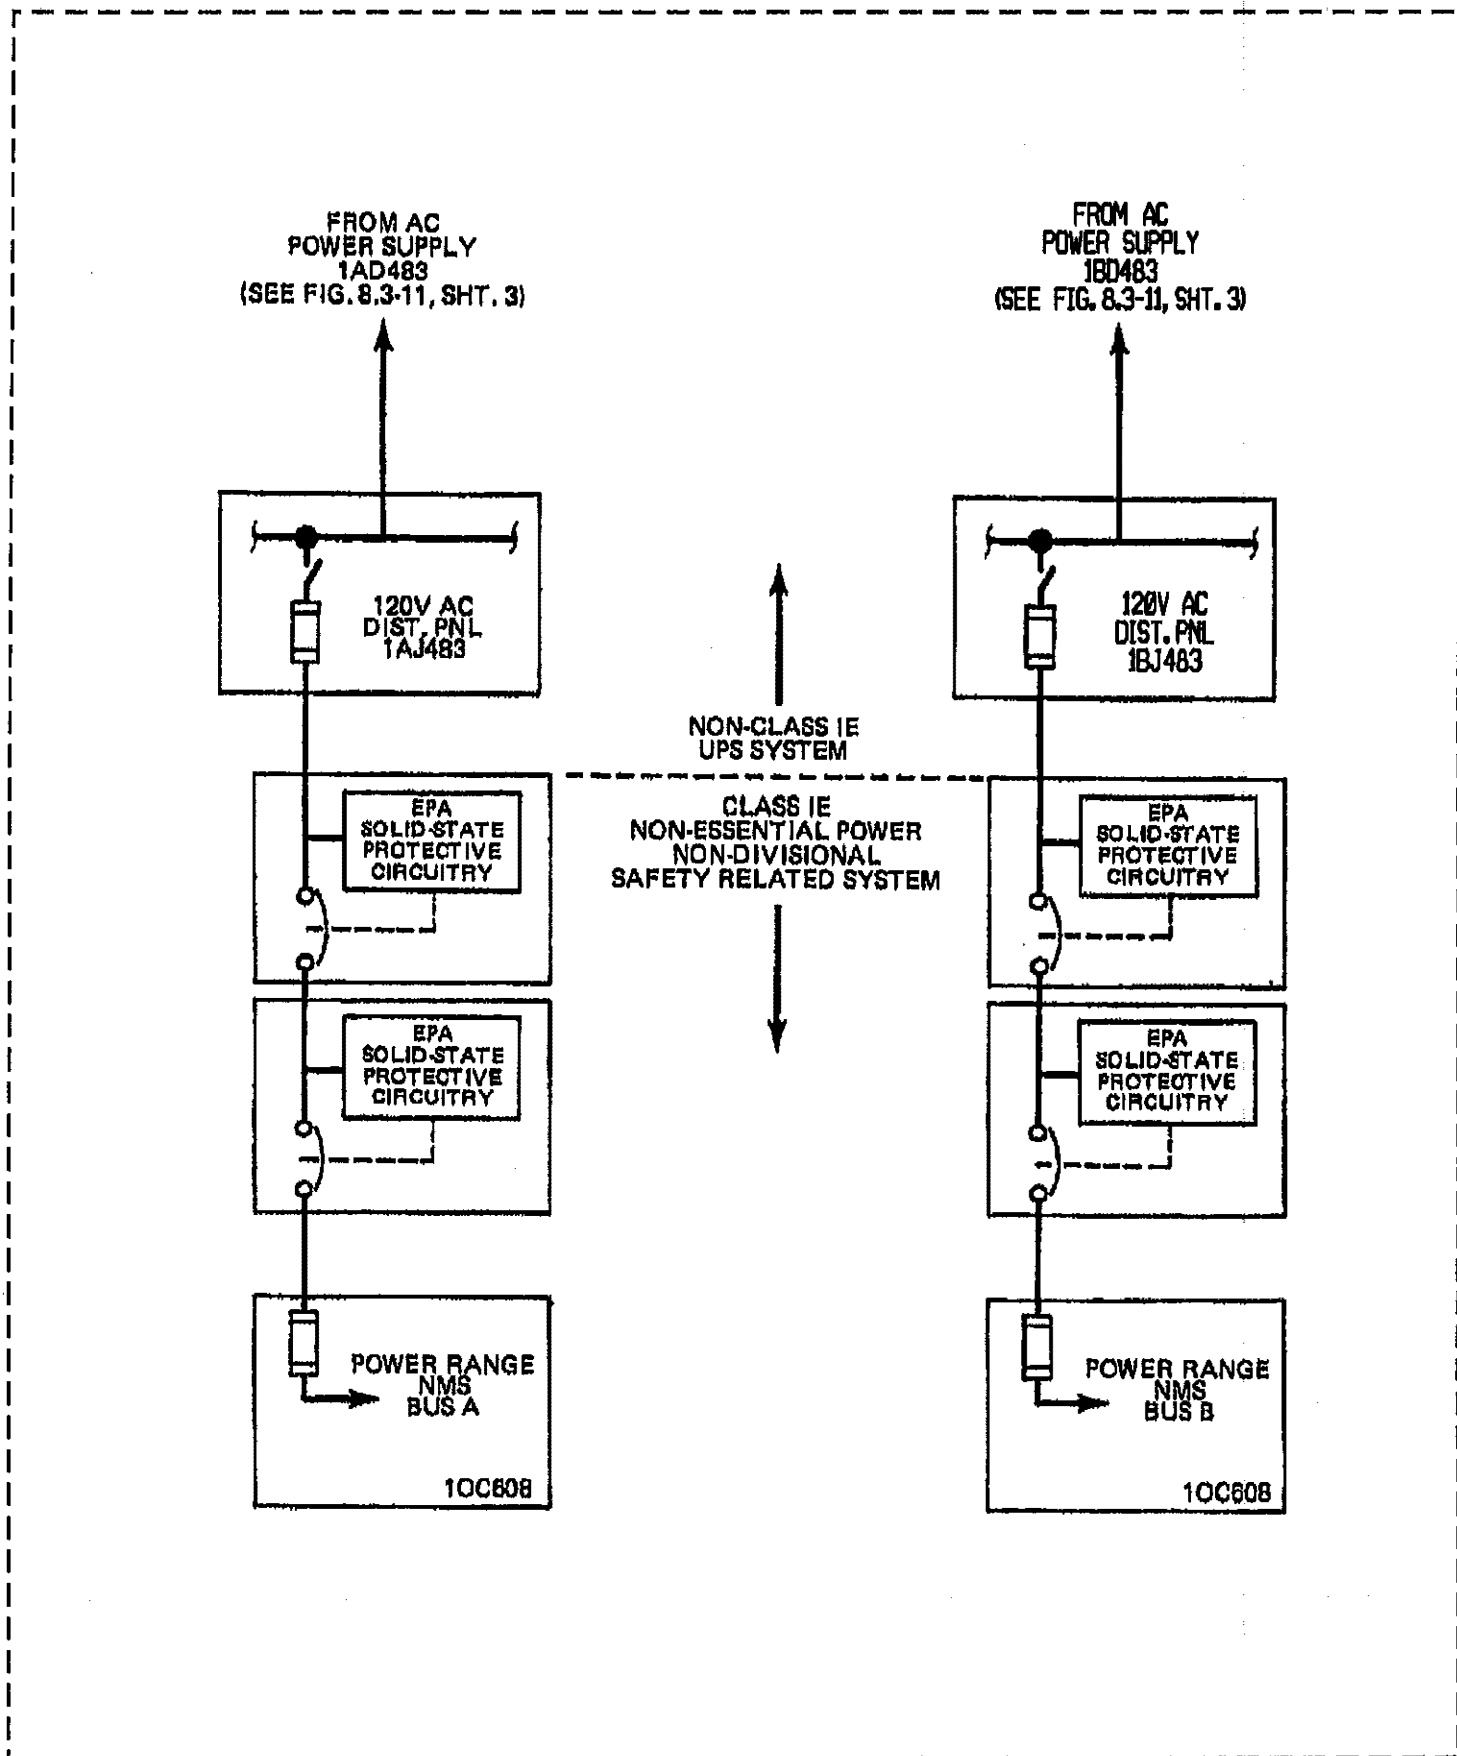 FROM AC
POWER SUPPLY
1AD483
(SEE FIG. 8.3-11, SHT. 3)
FROM AC
POWER SUPPLY
1BD483
(SEE FIG. 8.3-11, SHT. 3)
120V AC
DIST. PNL
1AJ483
120V AC
DIST. PNL
1BJ483
NON-CLASS IE
UPS SYSTEM
CLASS IE
NON-ESSENTIAL POWER
NON-DIVISIONAL
SAFETY RELATED SYSTEM
EPA
SOLID-STATE
PROTECTIVE
CIRCUITRY
EPA
SOLID-STATE
PROTECTIVE
CIRCUITRY
EPA
SOLID-STATE
PROTECTIVE
CIRCUITRY
EPA
SOLID-STATE
PROTECTIVE
CIRCUITRY
POWER RANGE
NMS
BUS A
10C608
POWER RANGE
NMS
BUS B
10C608